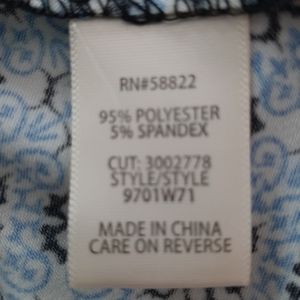 RN#58822
95% POLYESTER
5% SPANDEX
CUT: 3002778
STYLE/STYLE
9701W71
MADE IN CHINA
CARE ON REVERSE